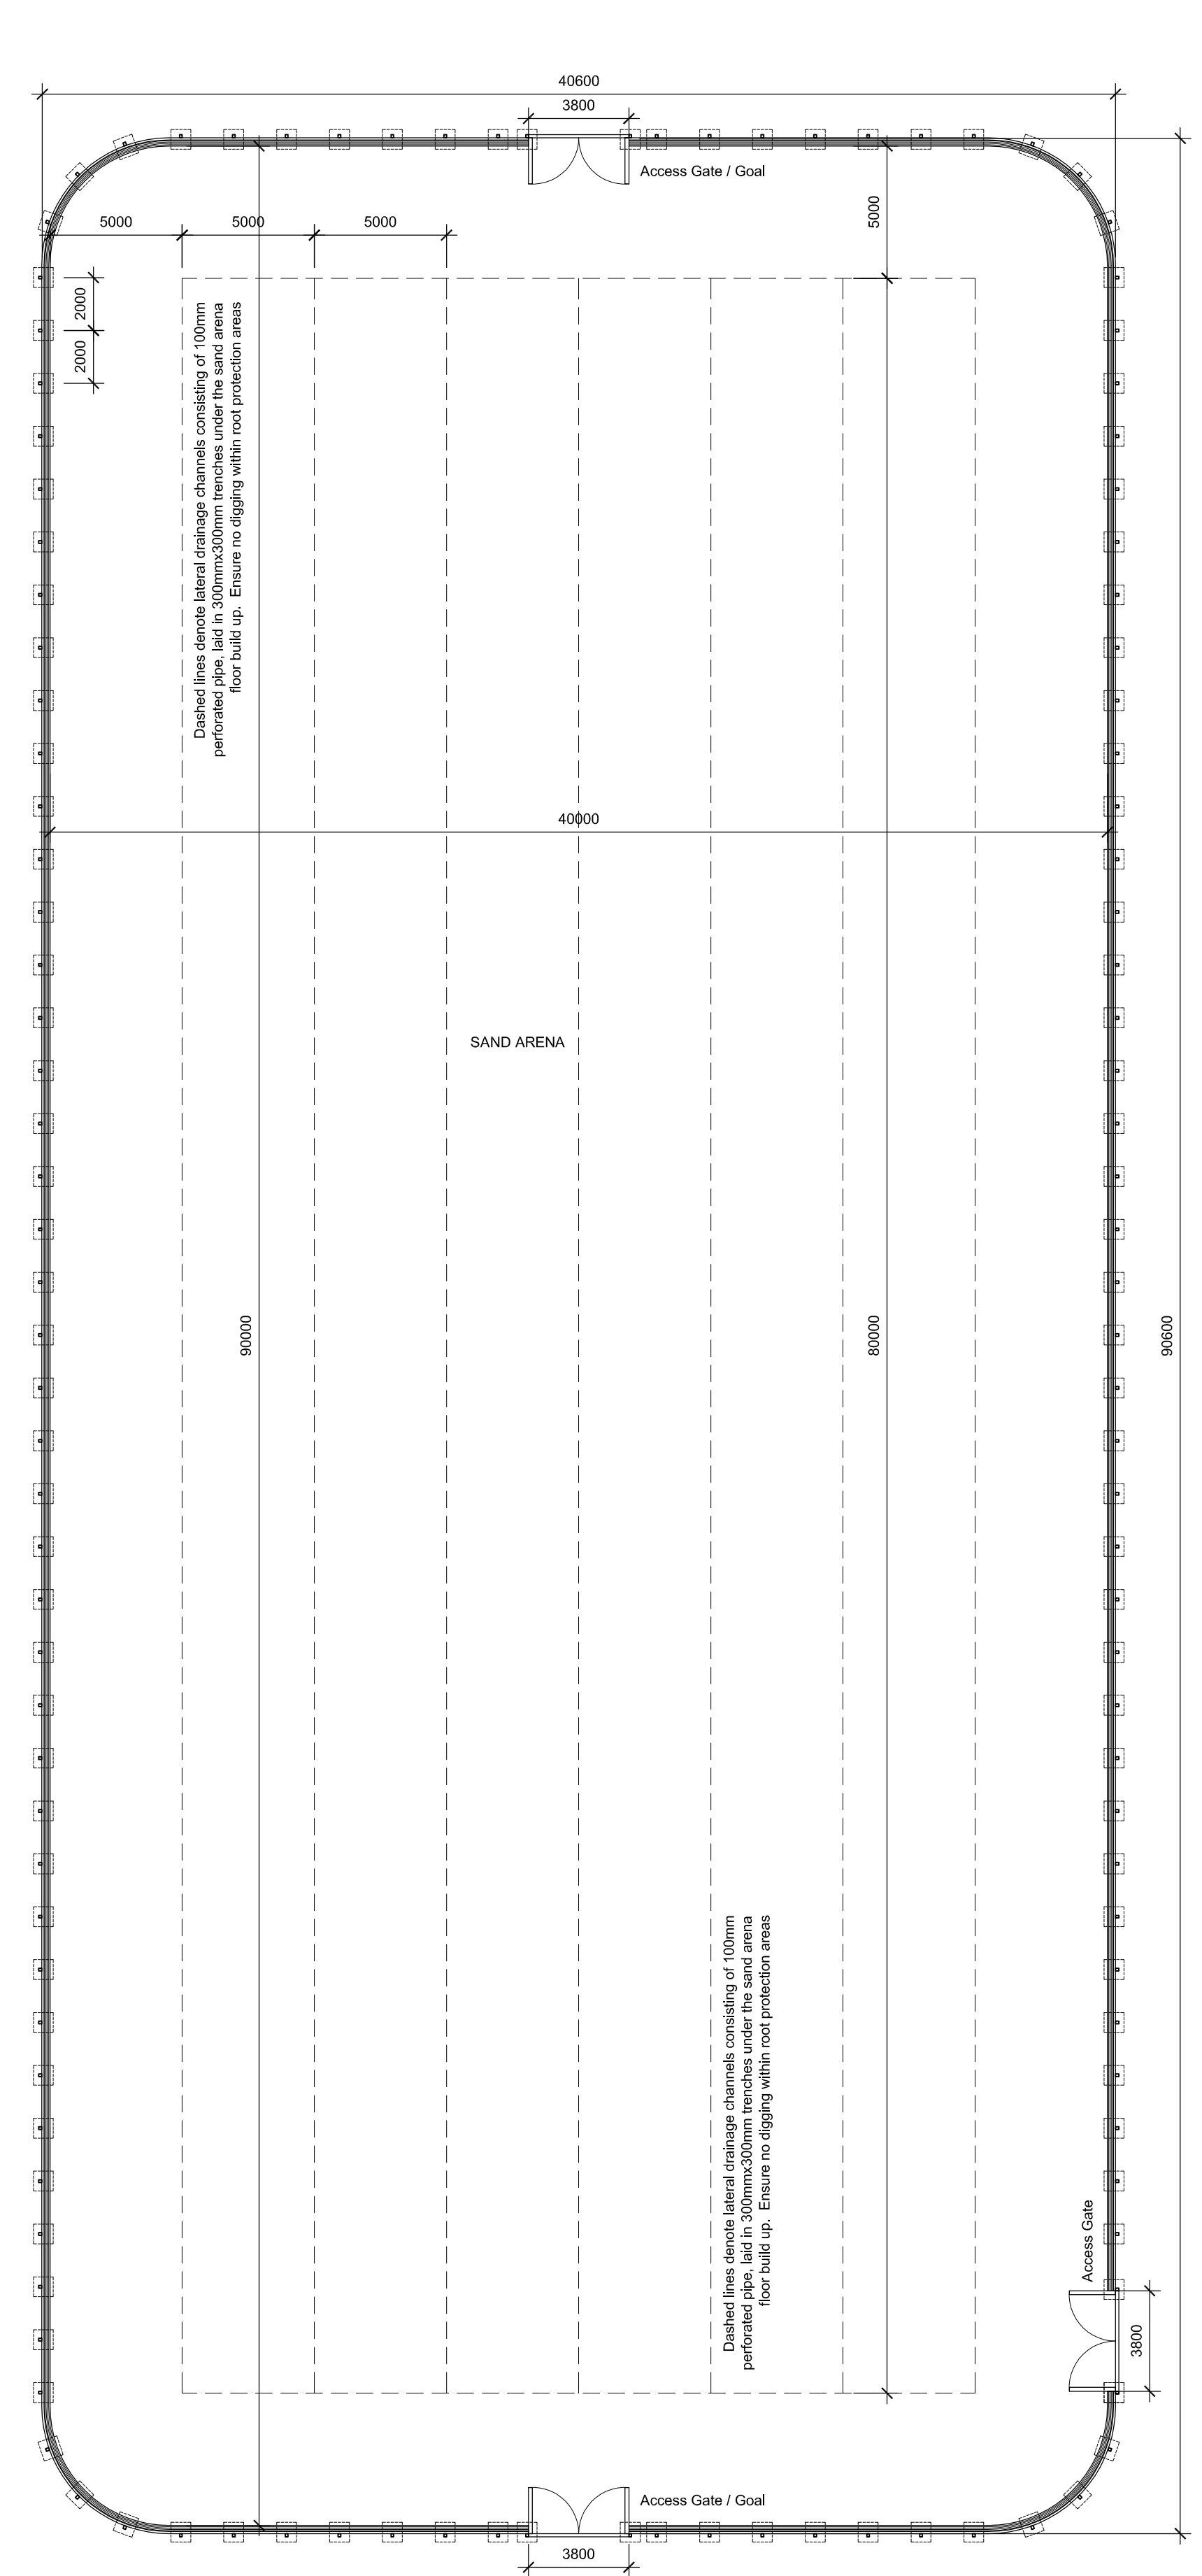 40600
3800
Access Gate / Goal
5000
5000
5000
5000
2000
2000
Dashed lines denote lateral drainage channels consisting of 100mm
perforated pipe, laid in 300mmx300mm trenches under the sand arena
floor build up. Ensure no digging within root protection areas
40000
SAND ARENA
90000
80000
90600
Dashed lines denote lateral drainage channels consisting of 100mm
perforated pipe, laid in 300mmx300mm trenches under the sand arena
floor build up. Ensure no digging within root protection areas
Access Gate
3800
Access Gate / Goal
3800